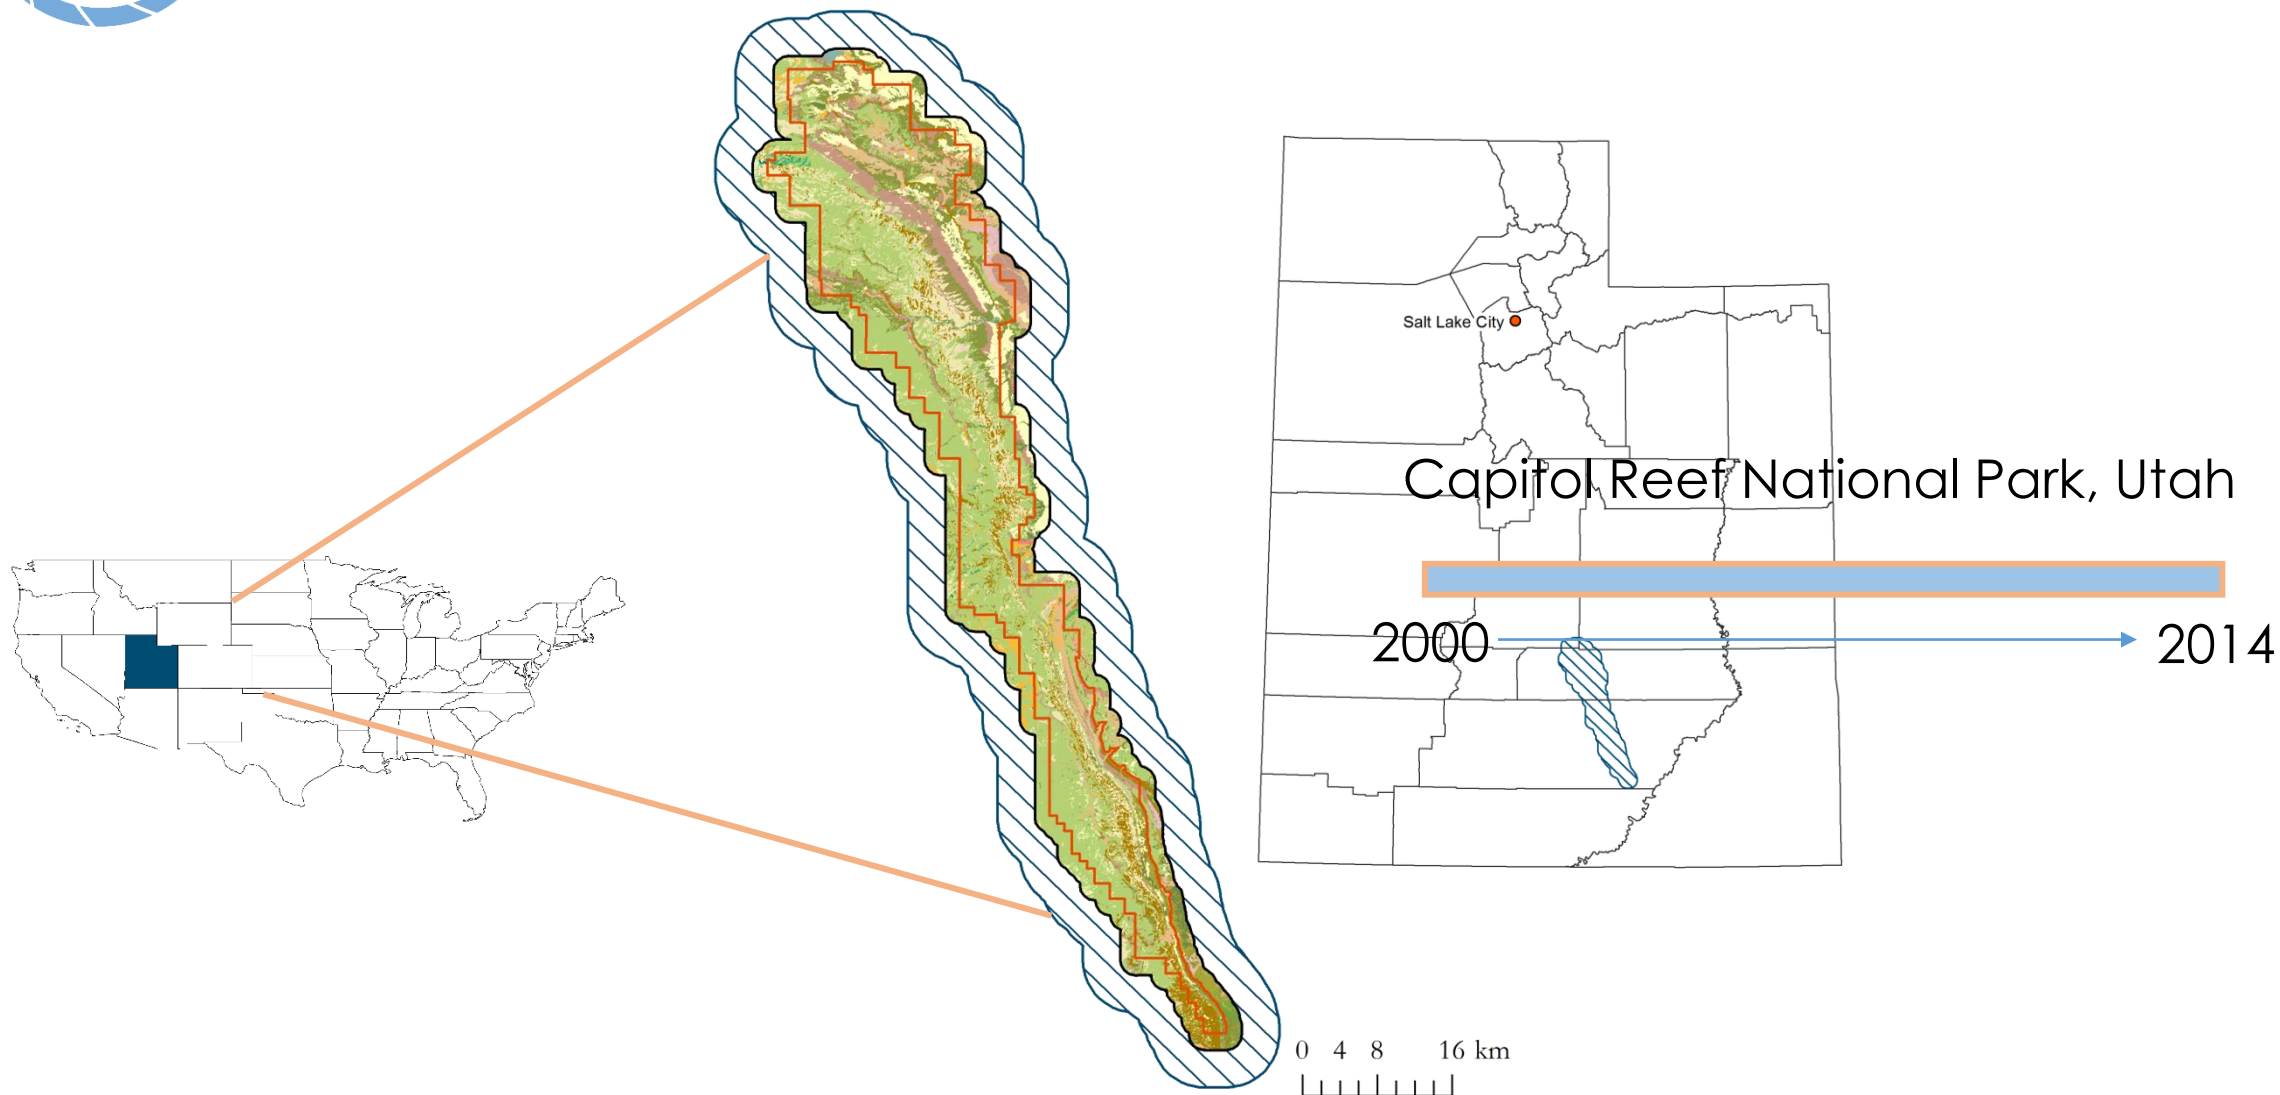 Salt Lake City
Capitol Reef National Park, Utah
2000
2014
0 4 8 16 km